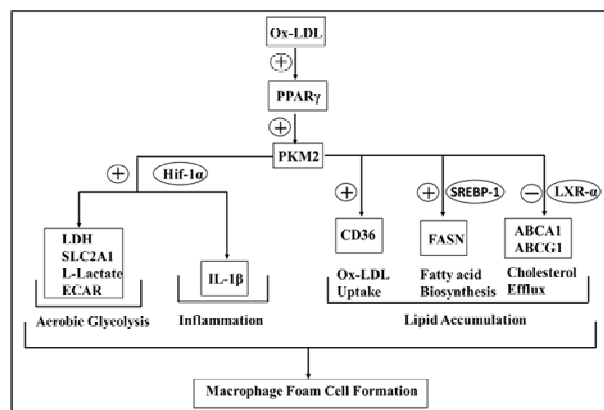 Ox-LDL
+
PPARγ
+
PKM2
+
Hif-1α
+
+
SREBP-1
−
LXR-α
LDH
SLC2A1
L-Lactate
ECAR
IL-1β
CD36
FASN
ABCA1
ABCG1
Ox-LDL
Uptake
Fatty acid
Biosynthesis
Cholesterol
Efflux
Aerobic Glycolysis
Inflammation
Lipid Accumulation
Macrophage Foam Cell Formation